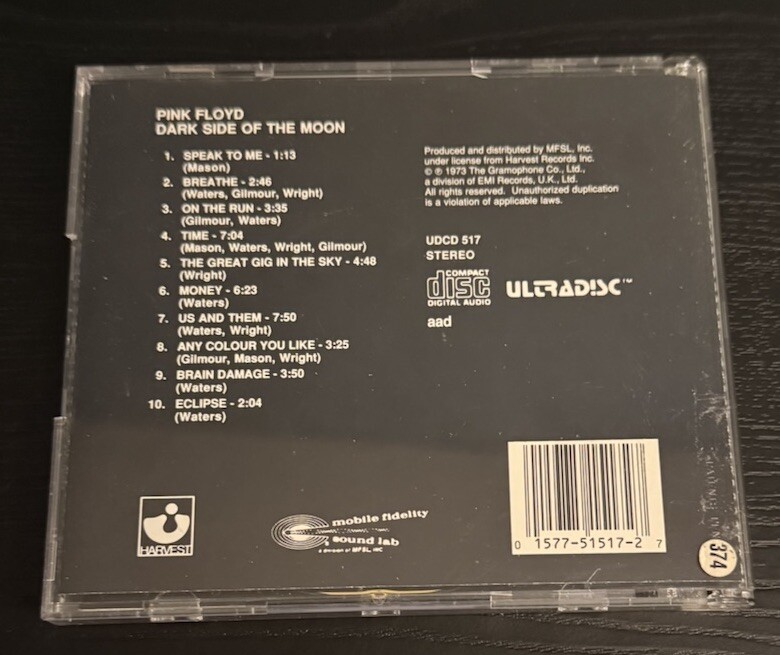 PINK FLOYD
DARK SIDE OF THE MOON
1. SPEAK TO ME - 1:13
(Mason)
2. BREATHE - 2:46
(Waters, Gilmour, Wright)
3. ON THE RUN - 3:35
(Gilmour, Waters)
4. TIME - 7:04
(Mason, Waters, Wright, Gilmour)
5. THE GREAT GIG IN THE SKY - 4:48
(Wright)
6. MONEY - 6:23
(Waters)
7. US AND THEM - 7:50
(Waters, Wright)
8. ANY COLOUR YOU LIKE - 3:25
(Gilmour, Mason, Wright)
9. BRAIN DAMAGE - 3:50
(Waters)
10. ECLIPSE - 2:04
(Waters)
Produced and distributed by MFSL, Inc.
under license from Harvest Records Inc.
© ℗ 1973 The Gramophone Co., Ltd.,
a division of EMI Records, U.K., Ltd.
All rights reserved. Unauthorized duplication
is a violation of applicable laws.
UDCD 517
STEREO
COMPACT
disc
DIGITAL AUDIO
ULTRADISC™
aad
HARVEST
mobile fidelity
sound lab
a division of MFSL, INC
0 1577-51517-2 7
374